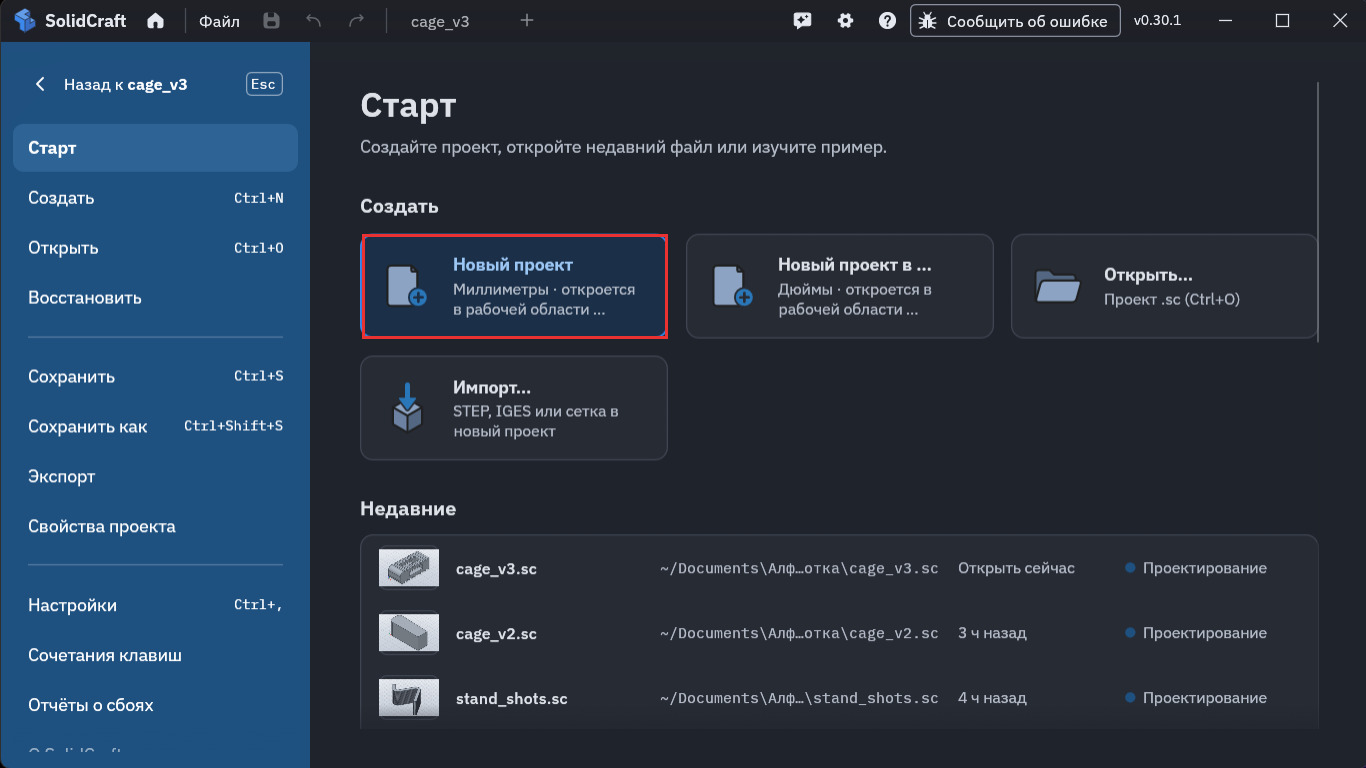 SolidCraft
Файл
cage_v3
Сообщить об ошибке
v0.30.1
Назад к cage_v3
Esc
Старт
Создать
Ctrl+N
Открыть
Ctrl+O
Восстановить
Сохранить
Ctrl+S
Сохранить как
Ctrl+Shift+S
Экспорт
Свойства проекта
Настройки
Ctrl+,
Сочетания клавиш
Отчёты о сбоях
О SolidCraft
Старт
Создайте проект, откройте недавний файл или изучите пример.
Создать
Новый проект
Миллиметры · откроется
в рабочей области ...
Новый проект в ...
Дюймы · откроется в
рабочей области ...
Открыть...
Проект .sc (Ctrl+O)
Импорт...
STEP, IGES или сетка в
новый проект
Недавние
cage_v3.sc
~/Documents\Алф…отка\cage_v3.sc
Открыть сейчас
Проектирование
cage_v2.sc
~/Documents\Алф…отка\cage_v2.sc
3 ч назад
Проектирование
stand_shots.sc
~/Documents\Алф…\stand_shots.sc
4 ч назад
Проектирование